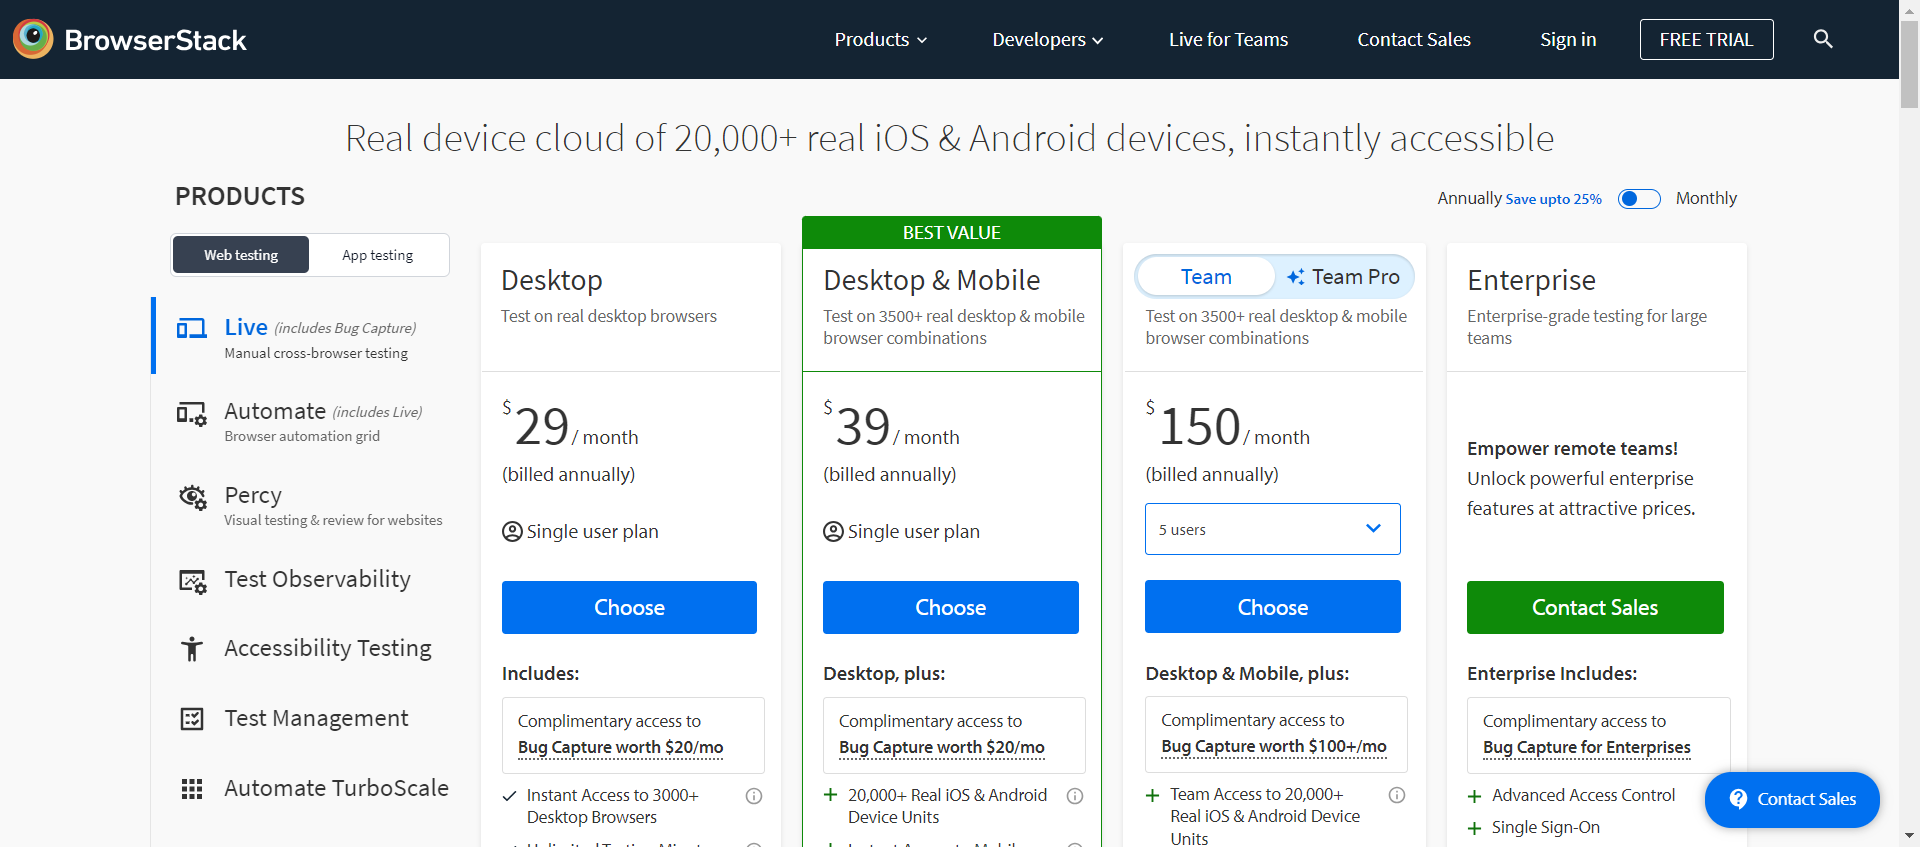 BrowserStack
Products
Developers
Live for Teams
Contact Sales
Sign in
FREE TRIAL
Real device cloud of 20,000+ real iOS & Android devices, instantly accessible
PRODUCTS
Annually Save upto 25%
Monthly
Web testing
App testing
Live (includes Bug Capture)
Manual cross-browser testing
Automate (includes Live)
Browser automation grid
Percy
Visual testing & review for websites
Test Observability
Accessibility Testing
Test Management
Automate TurboScale
Desktop
Test on real desktop browsers
$29/ month
(billed annually)
Single user plan
Choose
Includes:
Complimentary access to
Bug Capture worth $20/mo
Instant Access to 3000+
Desktop Browsers
BEST VALUE
Desktop & Mobile
Test on 3500+ real desktop & mobile
browser combinations
$39/ month
(billed annually)
Single user plan
Choose
Desktop, plus:
Complimentary access to
Bug Capture worth $20/mo
20,000+ Real iOS & Android
Device Units
Team
Team Pro
Test on 3500+ real desktop & mobile
browser combinations
$150/ month
(billed annually)
5 users
Choose
Desktop & Mobile, plus:
Complimentary access to
Bug Capture worth $100+/mo
Team Access to 20,000+
Real iOS & Android Device
Units
Enterprise
Enterprise-grade testing for large
teams
Empower remote teams!
Unlock powerful enterprise
features at attractive prices.
Contact Sales
Enterprise Includes:
Complimentary access to
Bug Capture for Enterprises
Advanced Access Control
Single Sign-On
Contact Sales